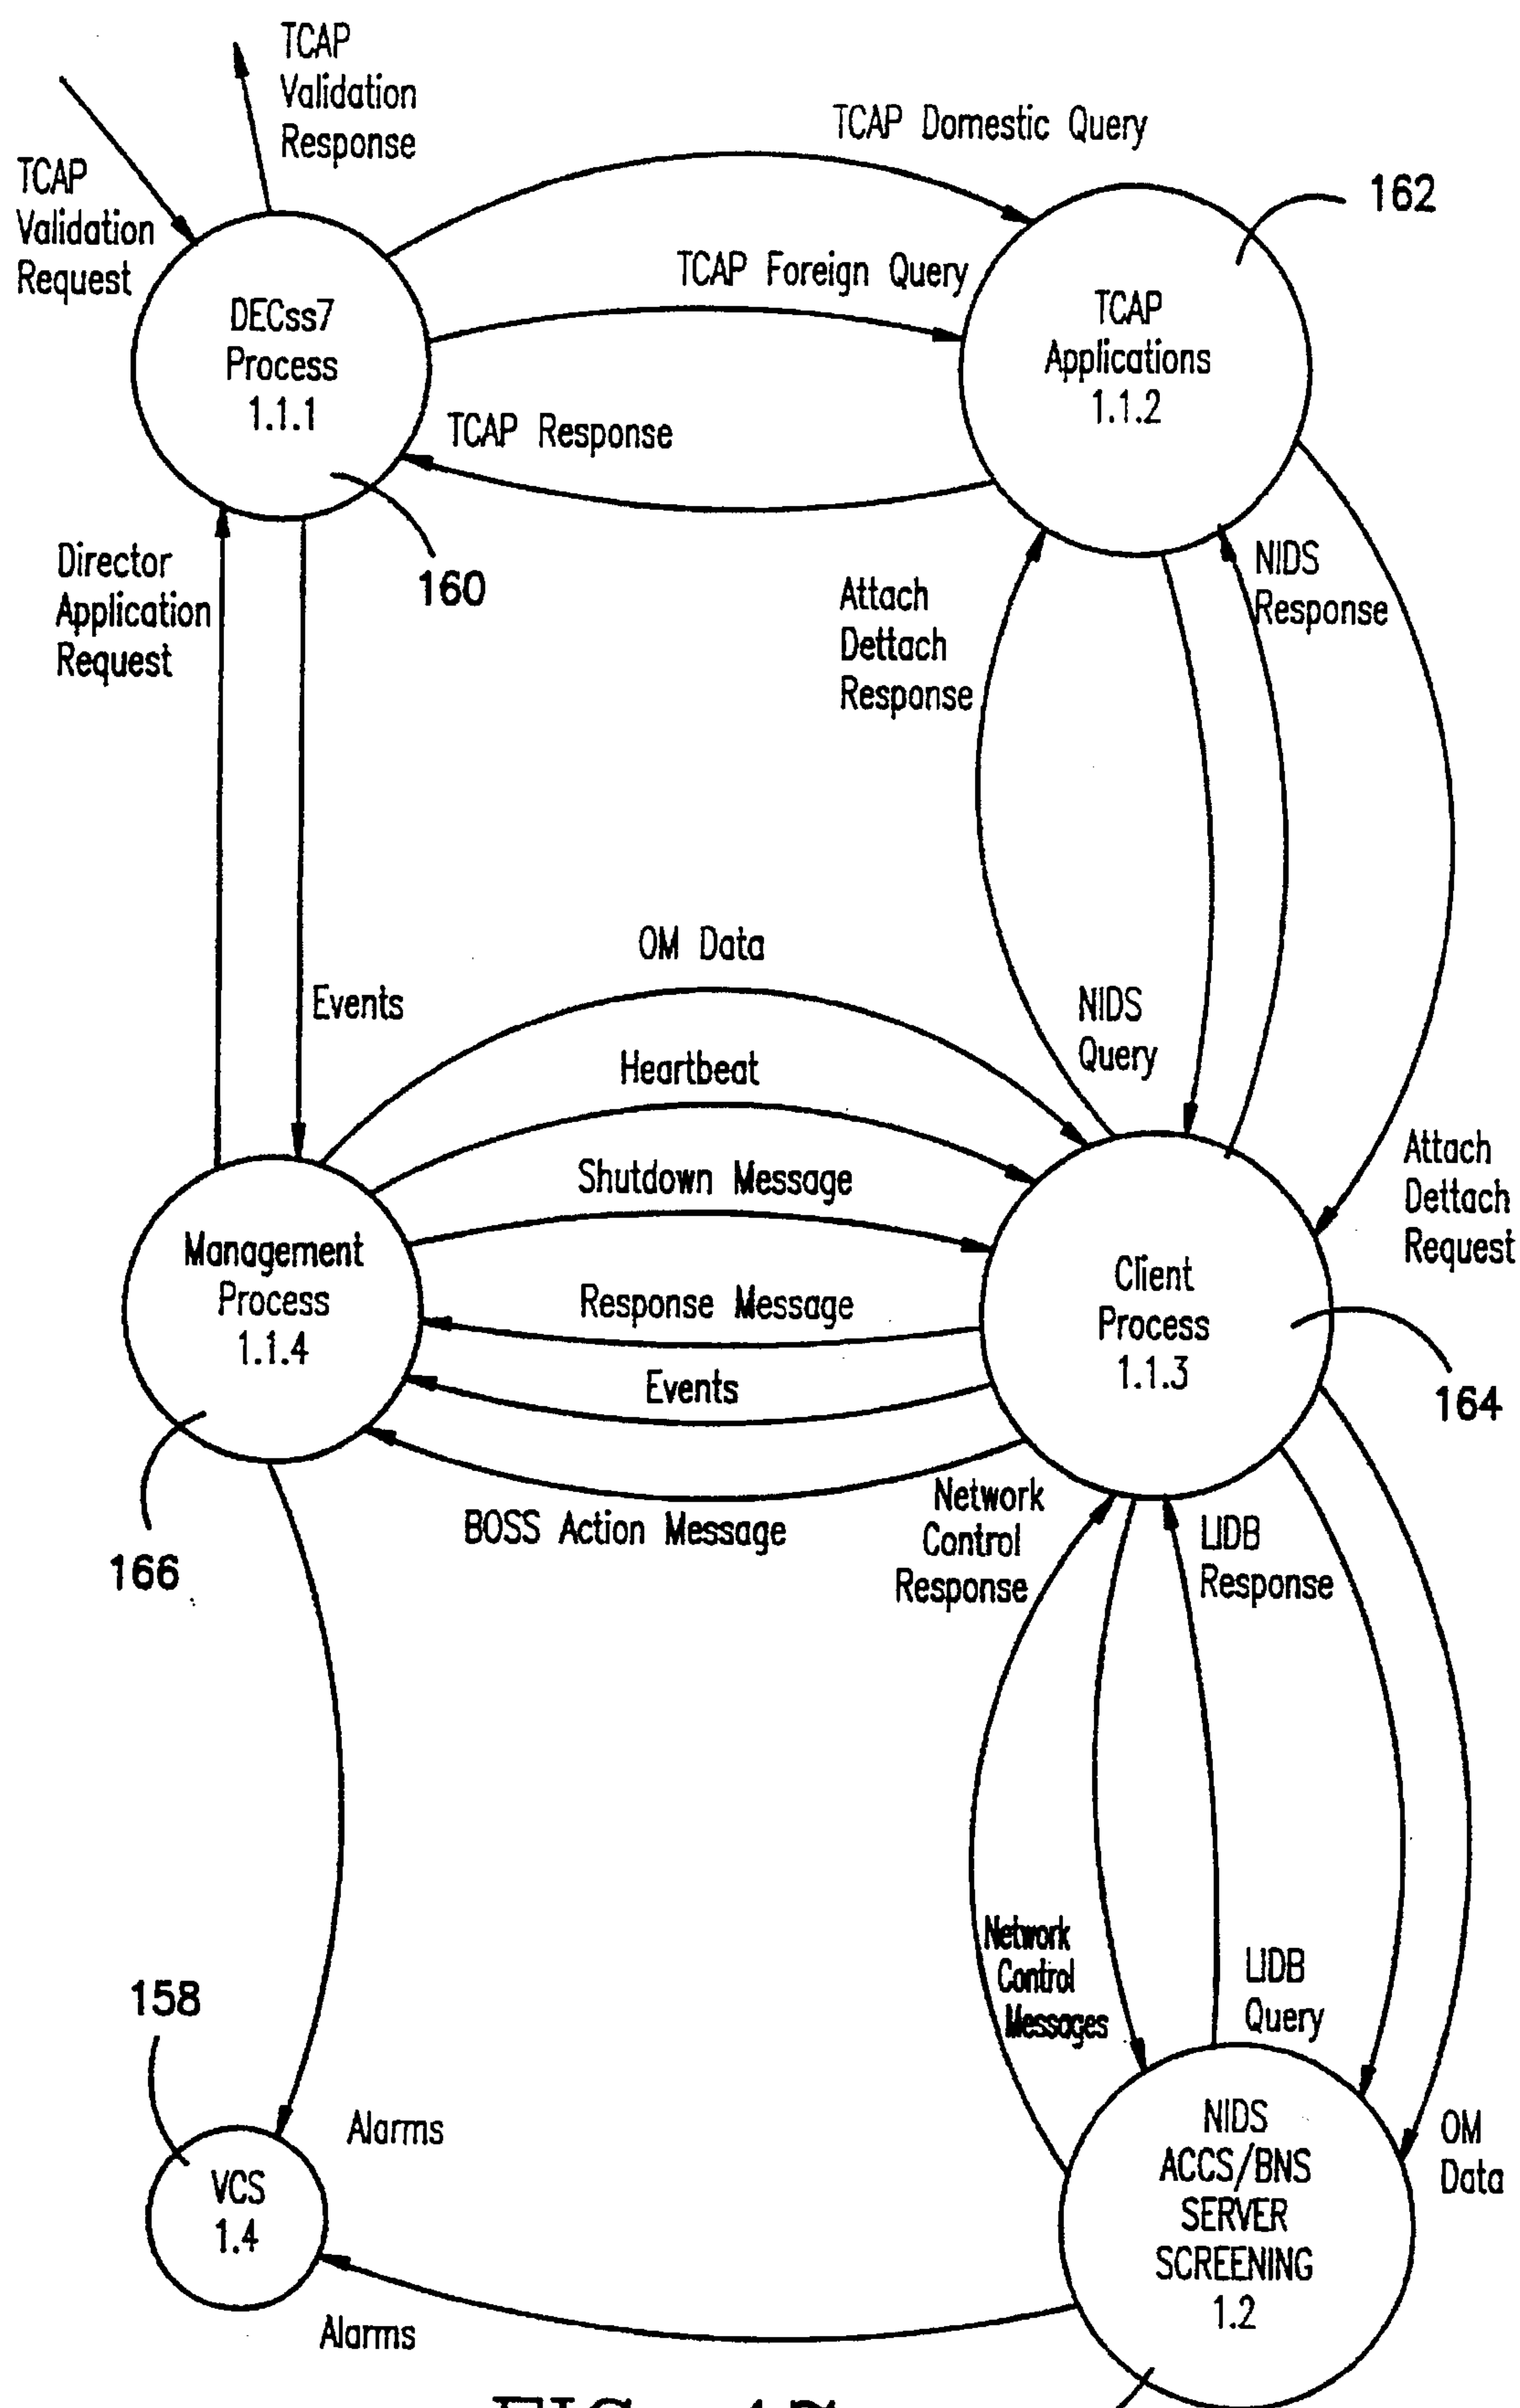 TCAP
Validation
Response
TCAP
Validation
Request
TCAP Domestic Query
162
TCAP Foreign Query
DECss7
Process
1.1.1
TCAP
Applications
1.1.2
TCAP Response
160
Director
Application
Request
NIDS
Response
Attach
Dettach
Response
OM Data
Events
NIDS
Query
Heartbeat
Attach
Dettach
Request
Shutdown Message
Management
Process
1.1.4
Response Message
Client
Process
1.1.3
Events
164
BOSS Action Message
166
Network
Control
Response
LIDB
Response
Network
Control
Messages
LIDB
Query
158
Alarms
VCS
1.4
NIDS
ACCS/BNS
SERVER
SCREENING
1.2
OM
Data
Alarms